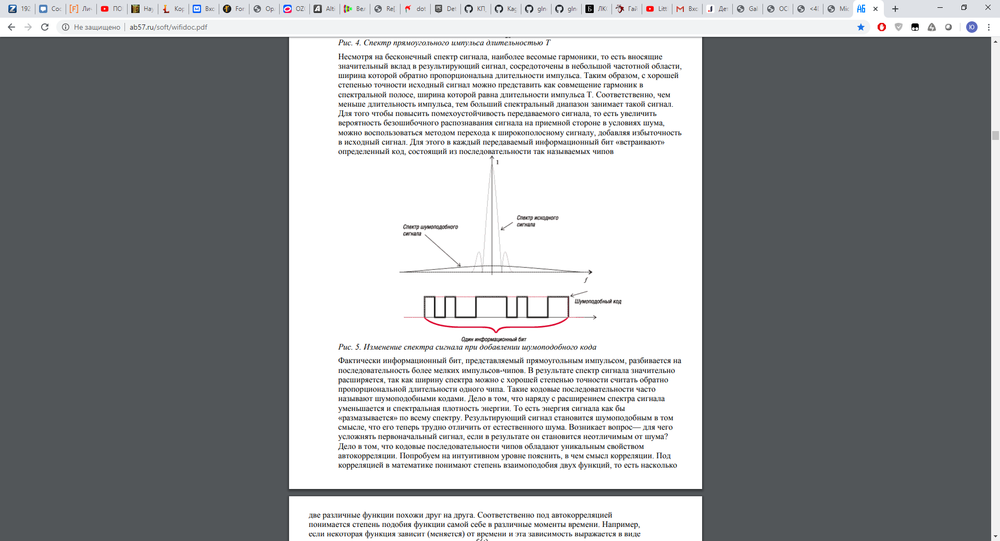 192
Сос
Лич
ПО
Нау
Кор
Вхо
For
Ор
OZ
Alti
Вел
Re[
dot
Det
КП_
Кад
gIn
gIn
ЛК
Гай
Littl
Вхо
Дет
Gal
ОС
<4[
Mic
АБ
Не защищено
ab57.ru/soft/wifidoc.pdf
Ю
Рис. 4. Спектр прямоугольного импульса длительностью T
Несмотря на бесконечный спектр сигнала, наиболее весомые гармоники, то есть вносящие
значительный вклад в результирующий сигнал, сосредоточены в небольшой частотной области,
ширина которой обратно пропорциональна длительности импульса. Таким образом, с хорошей
степенью точности исходный сигнал можно представить как совмещение гармоник в
спектральной полосе, ширина которой равна длительности импульса T. Соответственно, чем
меньше длительность импульса, тем больший спектральный диапазон занимает такой сигнал.
Для того чтобы повысить помехоустойчивость передаваемого сигнала, то есть увеличить
вероятность безошибочного распознавания сигнала на приемной стороне в условиях шума,
можно воспользоваться методом перехода к широкополосному сигналу, добавляя избыточность
в исходный сигнал. Для этого в каждый передаваемый информационный бит «встраивают»
определенный код, состоящий из последовательности так называемых чипов
1
Спектр исходного
сигнала
Спектр шумоподобного
сигнала
f
Шумоподобный код
Один информационный бит
Рис. 5. Изменение спектра сигнала при добавлении шумоподобного кода
Фактически информационный бит, представляемый прямоугольным импульсом, разбивается на
последовательность более мелких импульсов-чипов. В результате спектр сигнала значительно
расширяется, так как ширину спектра можно с хорошей степенью точности считать обратно
пропорциональной длительности одного чипа. Такие кодовые последовательности часто
называют шумоподобными кодами. Дело в том, что наряду с расширением спектра сигнала
уменьшается и спектральная плотность энергии. То есть энергия сигнала как бы
«размазывается» по всему спектру. Результирующий сигнал становится шумоподобным в том
смысле, что его теперь трудно отличить от естественного шума. Возникает вопрос— для чего
усложнять первоначальный сигнал, если в результате он становится неотличимым от шума?
Дело в том, что кодовые последовательности чипов обладают уникальным свойством
автокорреляции. Попробуем на интуитивном уровне пояснить, в чем смысл корреляции. Под
корреляцией в математике понимают степень взаимоподобия двух функций, то есть насколько
две различные функции похожи друг на друга. Соответственно под автокорреляцией
понимается степень подобия функции самой себе в различные моменты времени. Например,
если некоторая функция зависит (меняется) от времени и эта зависимость выражается в виде